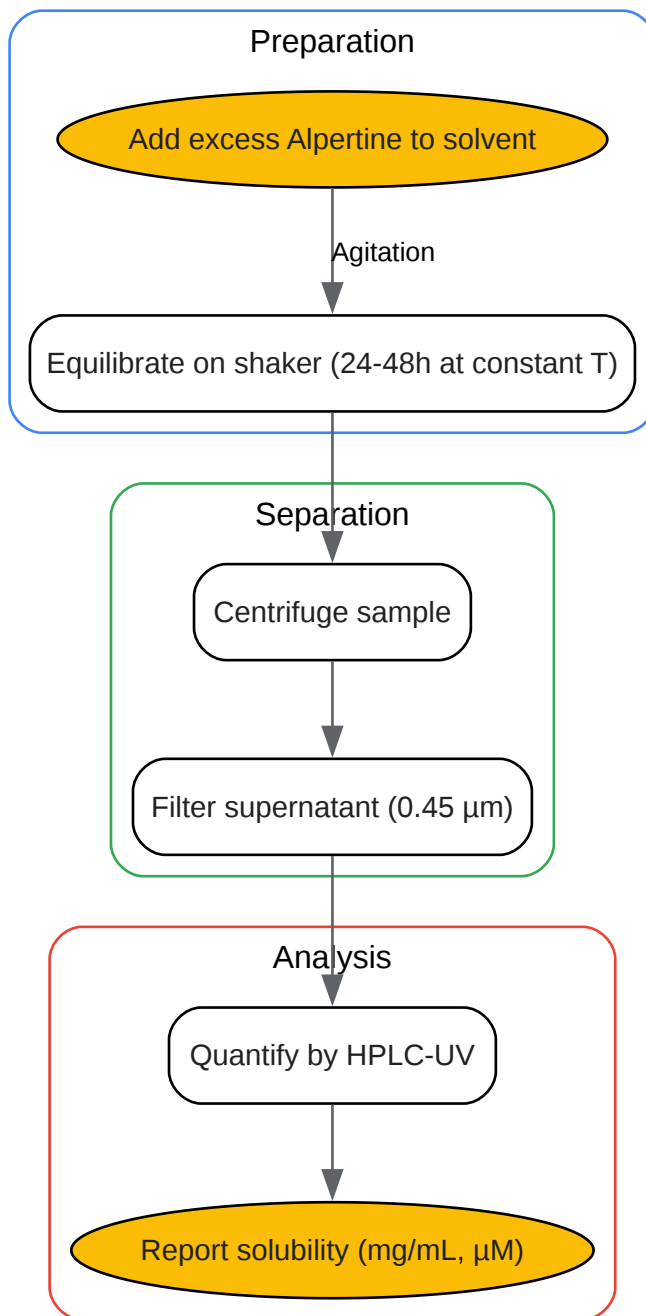 Preparation
Add excess Alpertine to solvent
Agitation
Equilibrate on shaker (24-48h at constant T)
Separation
Centrifuge sample
Filter supernatant (0.45 µm)
Analysis
Quantify by HPLC-UV
Report solubility (mg/mL, µM)